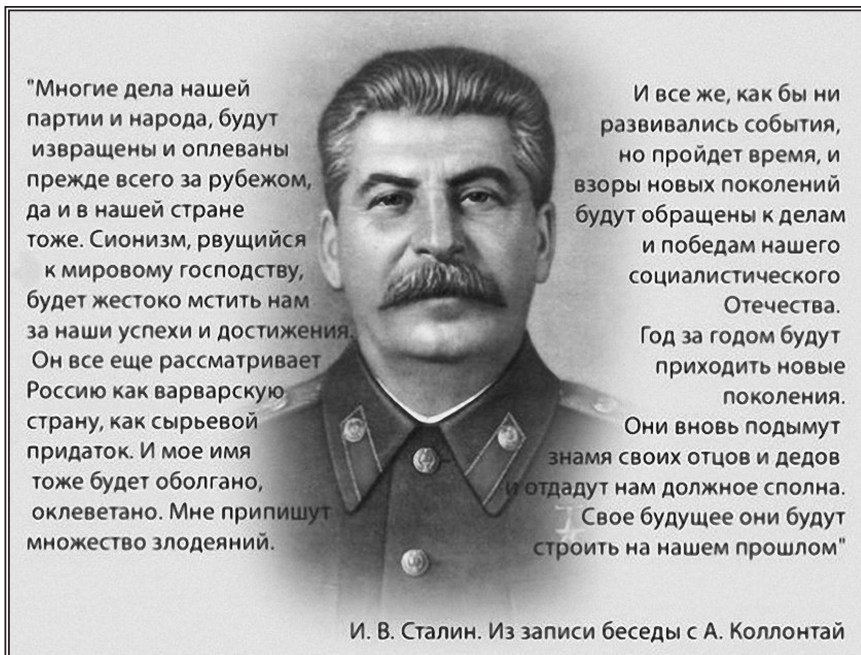 "Многие дела нашей
партии и народа, будут
извращены и оплеваны
прежде всего за рубежом,
да и в нашей стране
тоже. Сионизм, рвущийся
к мировому господству,
будет жестоко мстить нам
за наши успехи и достижения.
Он все еще рассматривает
Россию как варварскую
страну, как сырьевой
придаток. И мое имя
тоже будет оболгано,
оклеветано. Мне припишут
множество злодеяний.
И все же, как бы ни
развивались события,
но пройдет время, и
взоры новых поколений
будут обращены к делам
и победам нашего
социалистического
Отечества.
Год за годом будут
приходить новые
поколения.
Они вновь подымут
знамя своих отцов и дедов
и отдадут нам должное сполна.
Свое будущее они будут
строить на нашем прошлом"
И. В. Сталин. Из записи беседы с А. Коллонтай